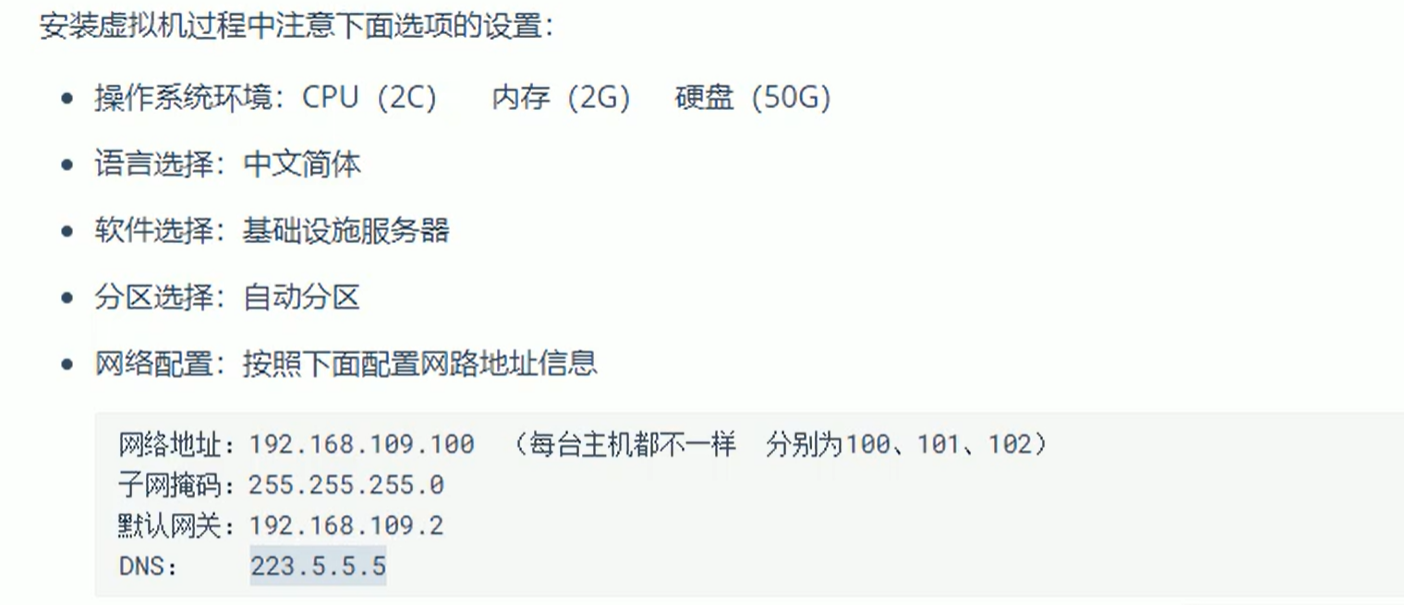 安装虚拟机过程中注意下面选项的设置：
操作系统环境：CPU（2C） 内存（2G） 硬盘（50G）
语言选择：中文简体
软件选择：基础设施服务器
分区选择：自动分区
网络配置：按照下面配置网路地址信息
网络地址：192.168.109.100 （每台主机都不一样 分别为100、101、102）
子网掩码：255.255.255.0
默认网关：192.168.109.2
DNS： 223.5.5.5